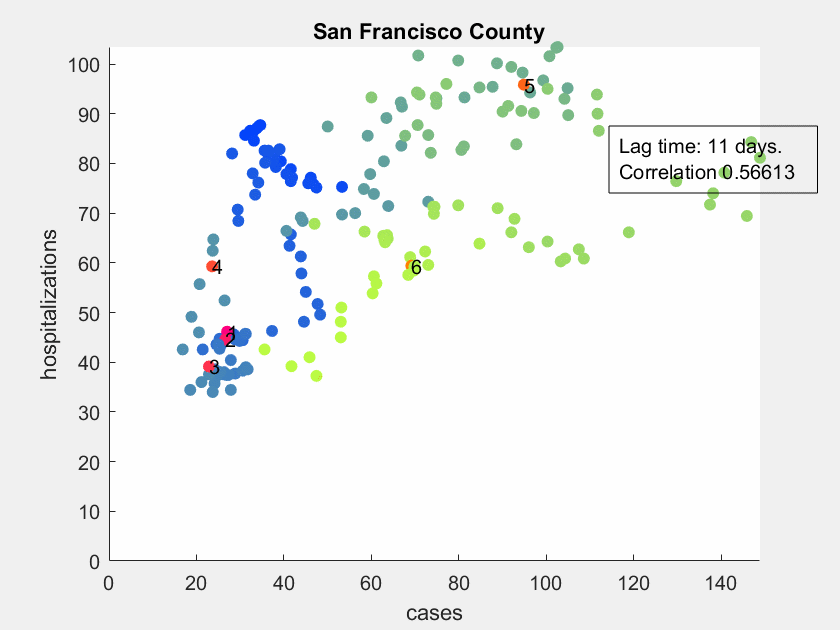 San Francisco County
100
90
80
70
60
50
40
30
20
10
0
hospitalizations
0 20 40 60 80 100 120 140
cases
Lag time: 11 days.
Correlation 0.56613
5
4
6
1
2
3